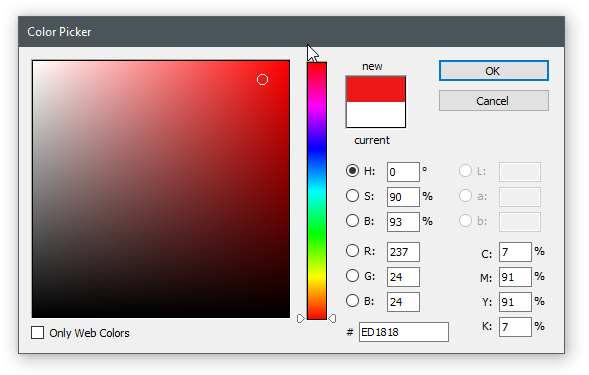 Color Picker
new
OK
Cancel
current
H: 0 °
S: 90 %
B: 93 %
L:
a:
b:
R: 237
G: 24
B: 24
C: 7 %
M: 91 %
Y: 91 %
K: 7 %
# ED1818
Only Web Colors